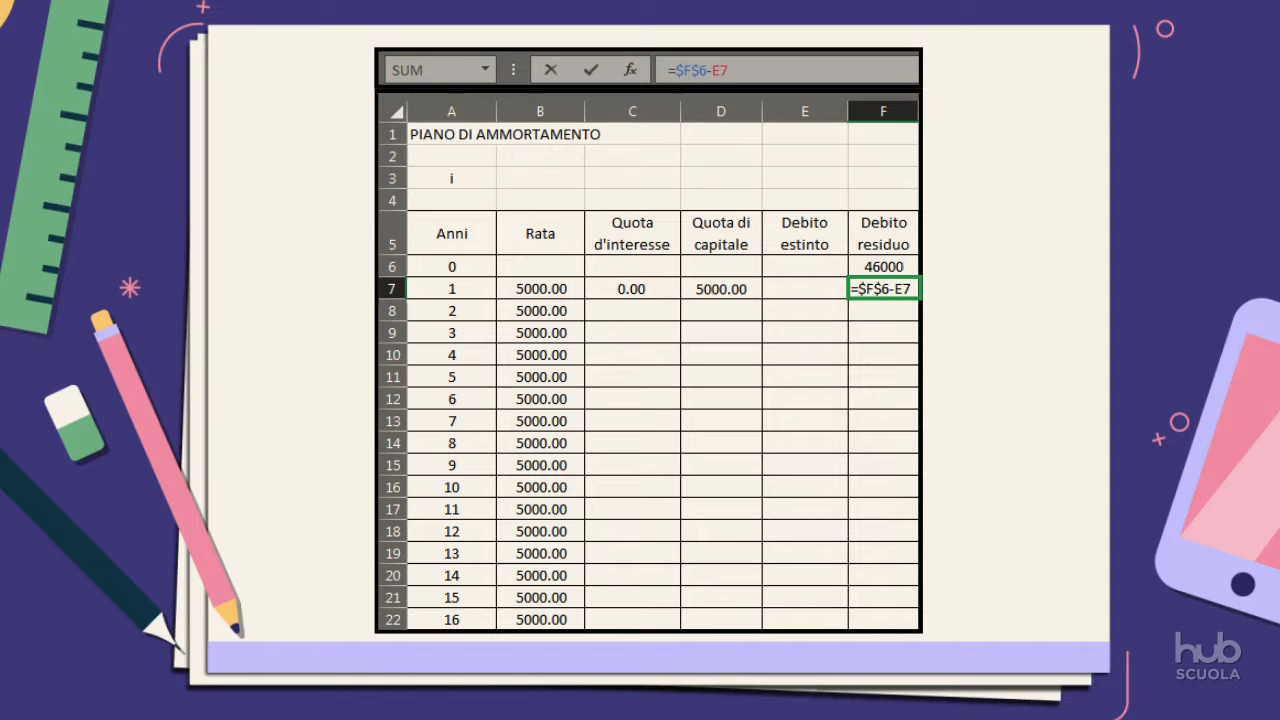 SUM =$F$6-E7
A B C D E F
1 PIANO DI AMMORTAMENTO
2
3 i
4
5 Anni Rata Quota d'interesse Quota di capitale Debito estinto Debito residuo
6 0 46000
7 1 5000.00 0.00 5000.00 =$F$6-E7
8 2 5000.00
9 3 5000.00
10 4 5000.00
11 5 5000.00
12 6 5000.00
13 7 5000.00
14 8 5000.00
15 9 5000.00
16 10 5000.00
17 11 5000.00
18 12 5000.00
19 13 5000.00
20 14 5000.00
21 15 5000.00
22 16 5000.00
hub
SCUOLA